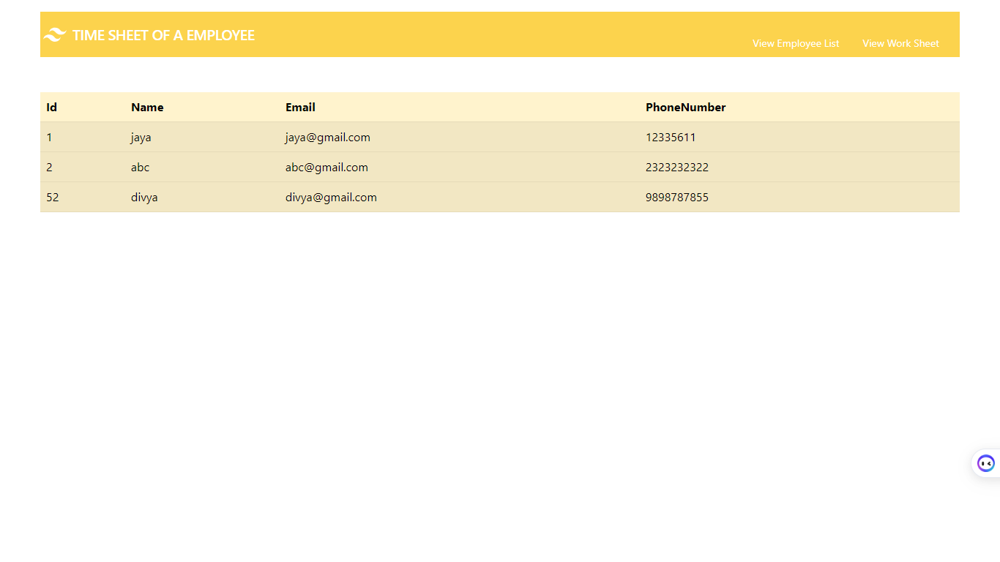 TIME SHEET OF A EMPLOYEE
View Employee List View Work Sheet
Id Name Email PhoneNumber
1 jaya jaya@gmail.com 12335611
2 abc abc@gmail.com 2323232322
52 divya divya@gmail.com 9898787855